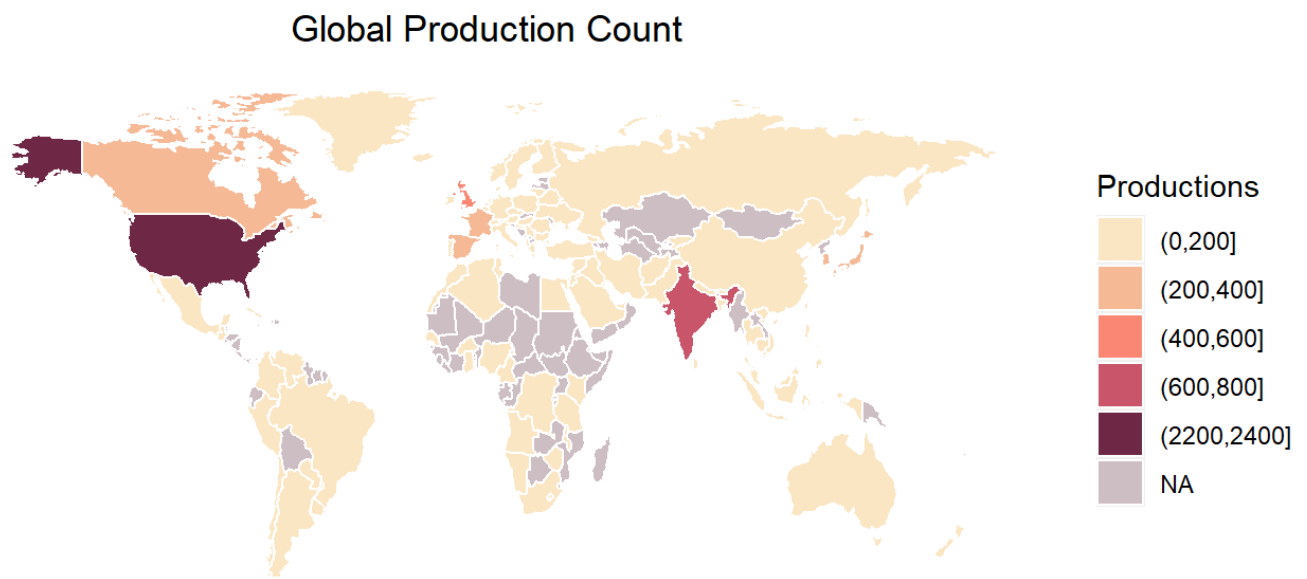 Global Production Count
Productions
(0,200]
(200,400]
(400,600]
(600,800]
(2200,2400]
NA